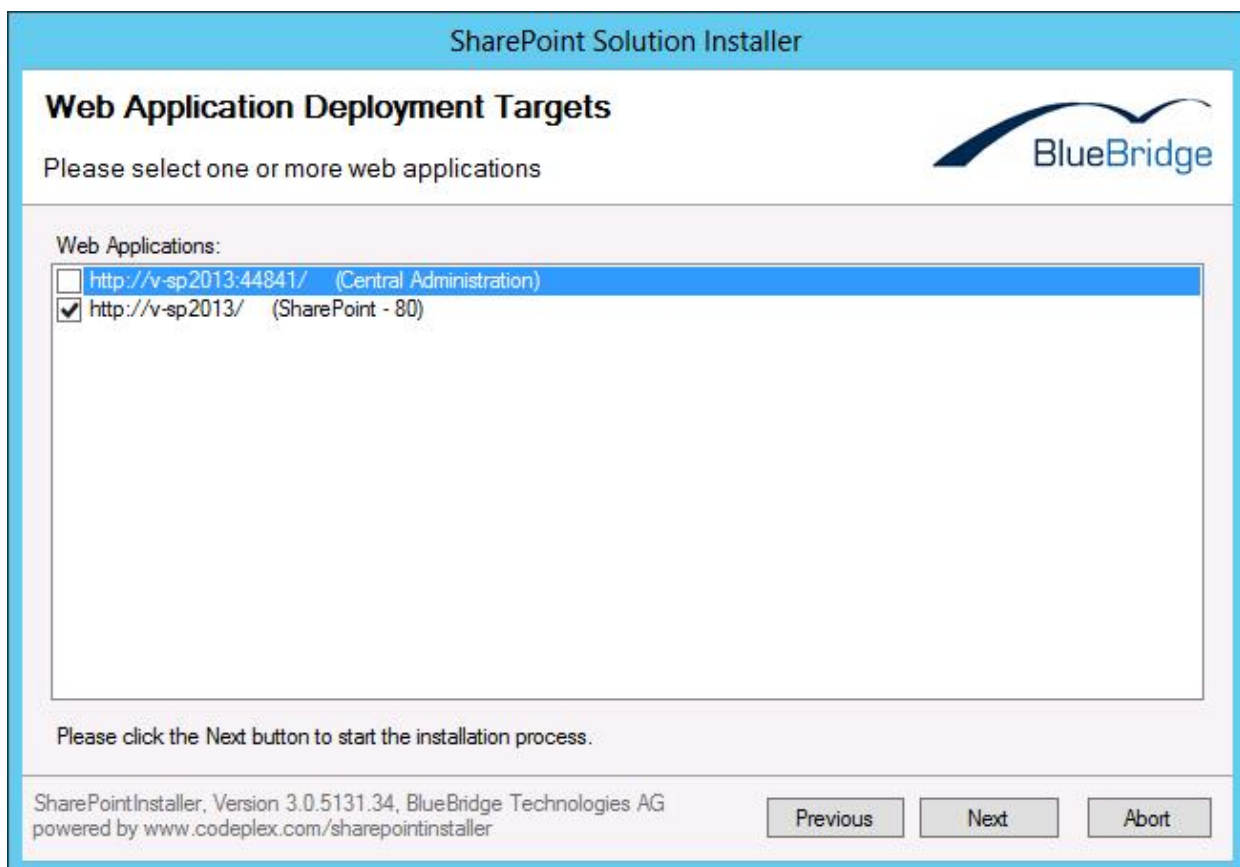 SharePoint Solution Installer
Web Application Deployment Targets
Please select one or more web applications
BlueBridge
Web Applications:
http://v-sp2013:44841/ (Central Administration)
http://v-sp2013/ (SharePoint - 80)
Please click the Next button to start the installation process.
SharePointInstaller, Version 3.0.5131.34, BlueBridge Technologies AG
powered by www.codeplex.com/sharepointinstaller
Previous Next Abort